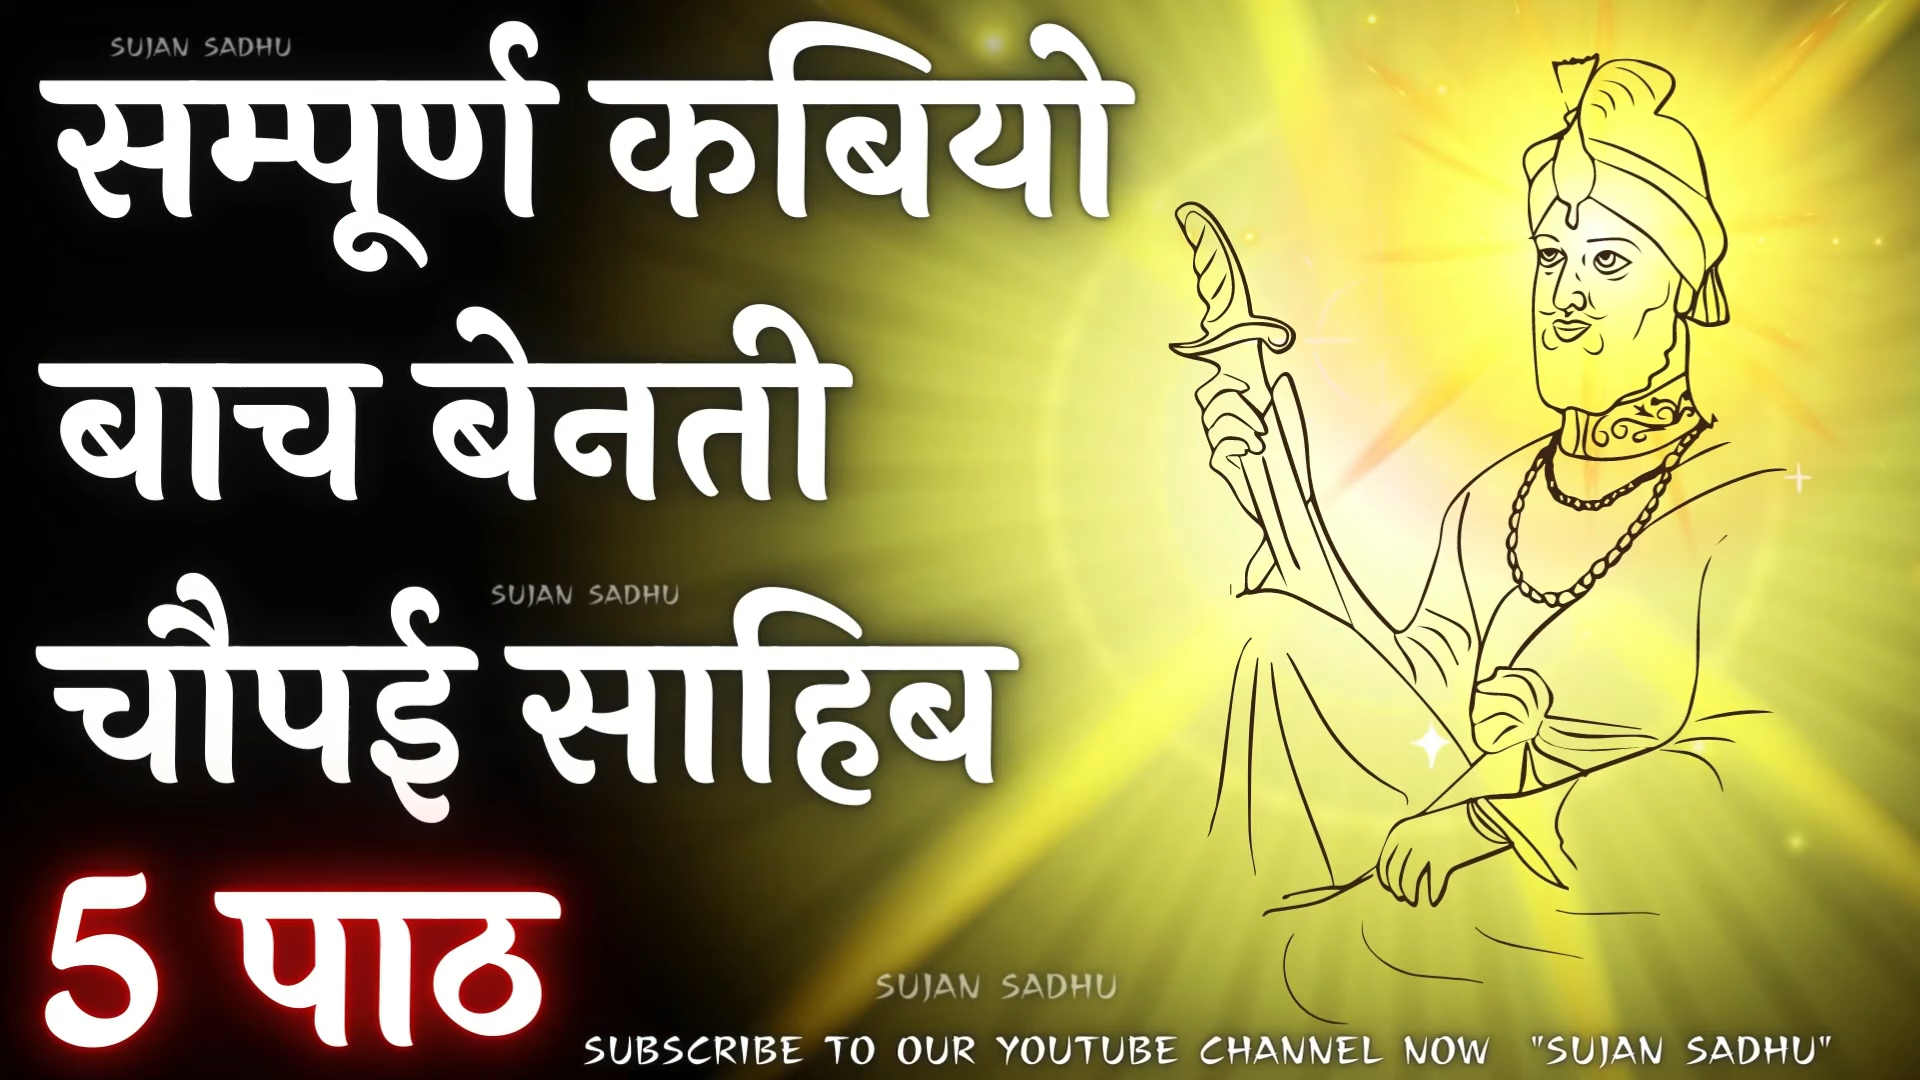 SUJAN SADHU
सम्पूर्ण कबियो
बाच बेनती
SUJAN SADHU
चौपई साहिब
5 पाठ
SUJAN SADHU
SUBSCRIBE TO OUR YOUTUBE CHANNEL NOW "SUJAN SADHU"